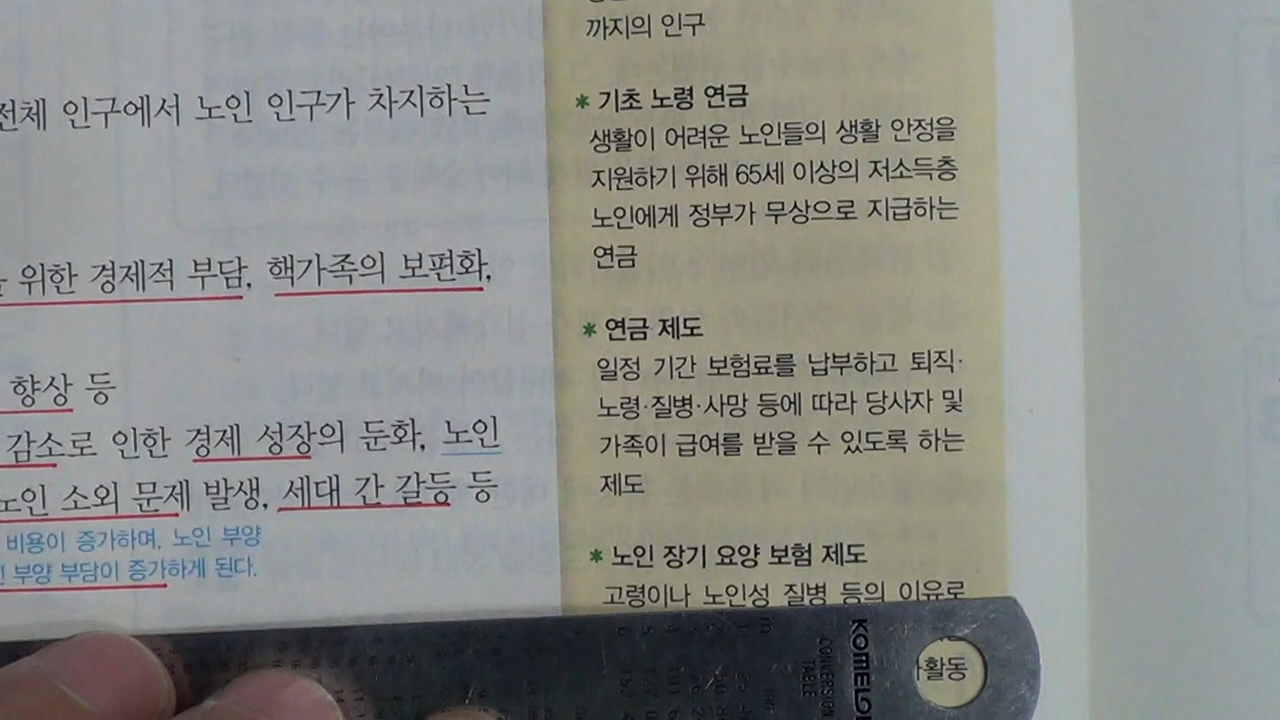 전체 인구에서 노인 인구가 차지하는
위한 경제적 부담, 핵가족의 보편화,
향상 등
감소로 인한 경제 성장의 둔화, 노인
노인 소외 문제 발생, 세대 간 갈등 등
비용이 증가하며, 노인 부양
부양 부담이 증가하게 된다.
까지의 인구
* 기초 노령 연금
생활이 어려운 노인들의 생활 안정을
지원하기 위해 65세 이상의 저소득층
노인에게 정부가 무상으로 지급하는
연금
* 연금 제도
일정 기간 보험료를 납부하고 퇴직·
노령·질병·사망 등에 따라 당사자 및
가족이 급여를 받을 수 있도록 하는
제도
* 노인 장기 요양 보험 제도
고령이나 노인성 질병 등의 이유로
활동
KOMELO
CONVERSION
TABLE